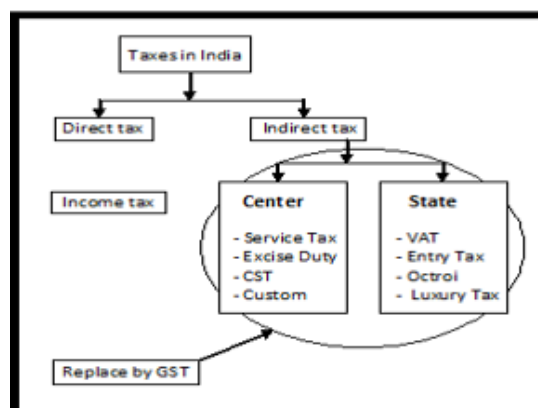 Taxes in India
Direct tax
Indirect tax
Income tax
Center
- Service Tax
- Excise Duty
- CST
- Custom
State
- VAT
- Entry Tax
- Octroi
- Luxury Tax
Replace by GST